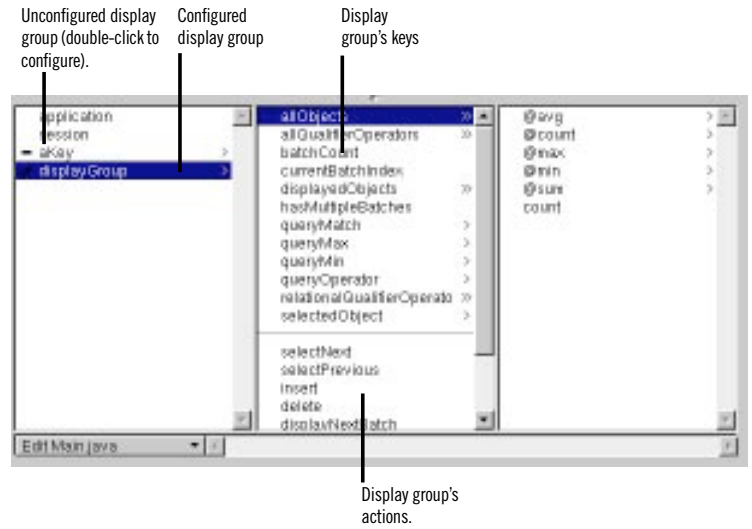 Unconfigured display
group (double-click to
configure).
Configured
display group
Display
group's keys
application
session
aKey
displayGroup
allObjects
allQualifierOperators
batchCount
currentBatchIndex
displayedObjects
hasMultipleBatches
queryMatch
queryMax
queryMin
queryOperator
relationalQualifierOperato
selectedObject
selectNext
selectPrevious
insert
delete
displayNextBatch
@avg
@count
@max
@min
@sum
count
Edit Main.java
Display group's
actions.